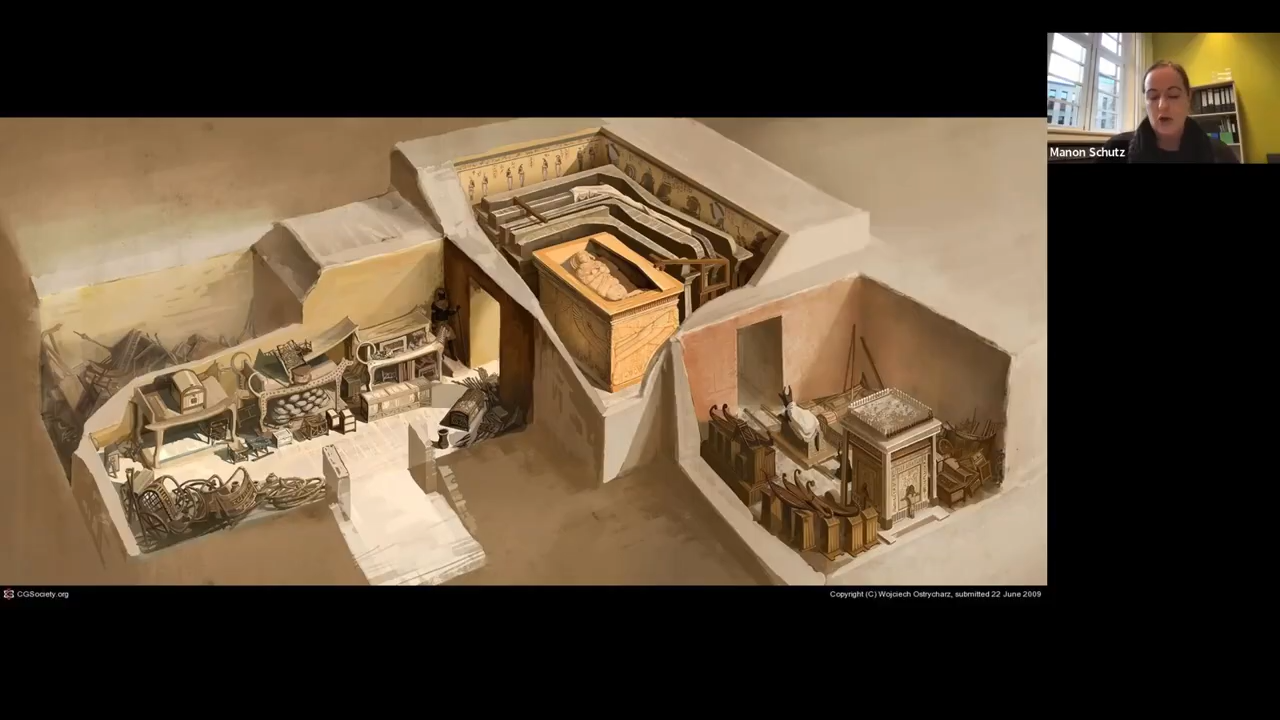 Manon Schutz
CGSociety.org
Copyright (C) Wojciech Ostrycharz, submitted 22 June 2009